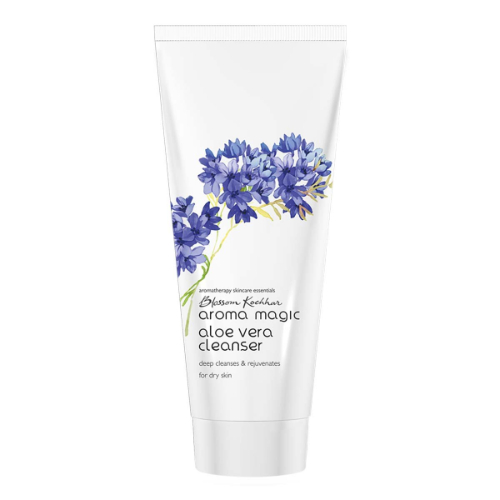 aromatherapy skincare essentials
Blossom Kochhar
aroma magic
aloe vera
cleanser
deep cleanses & rejuvenates
for dry skin